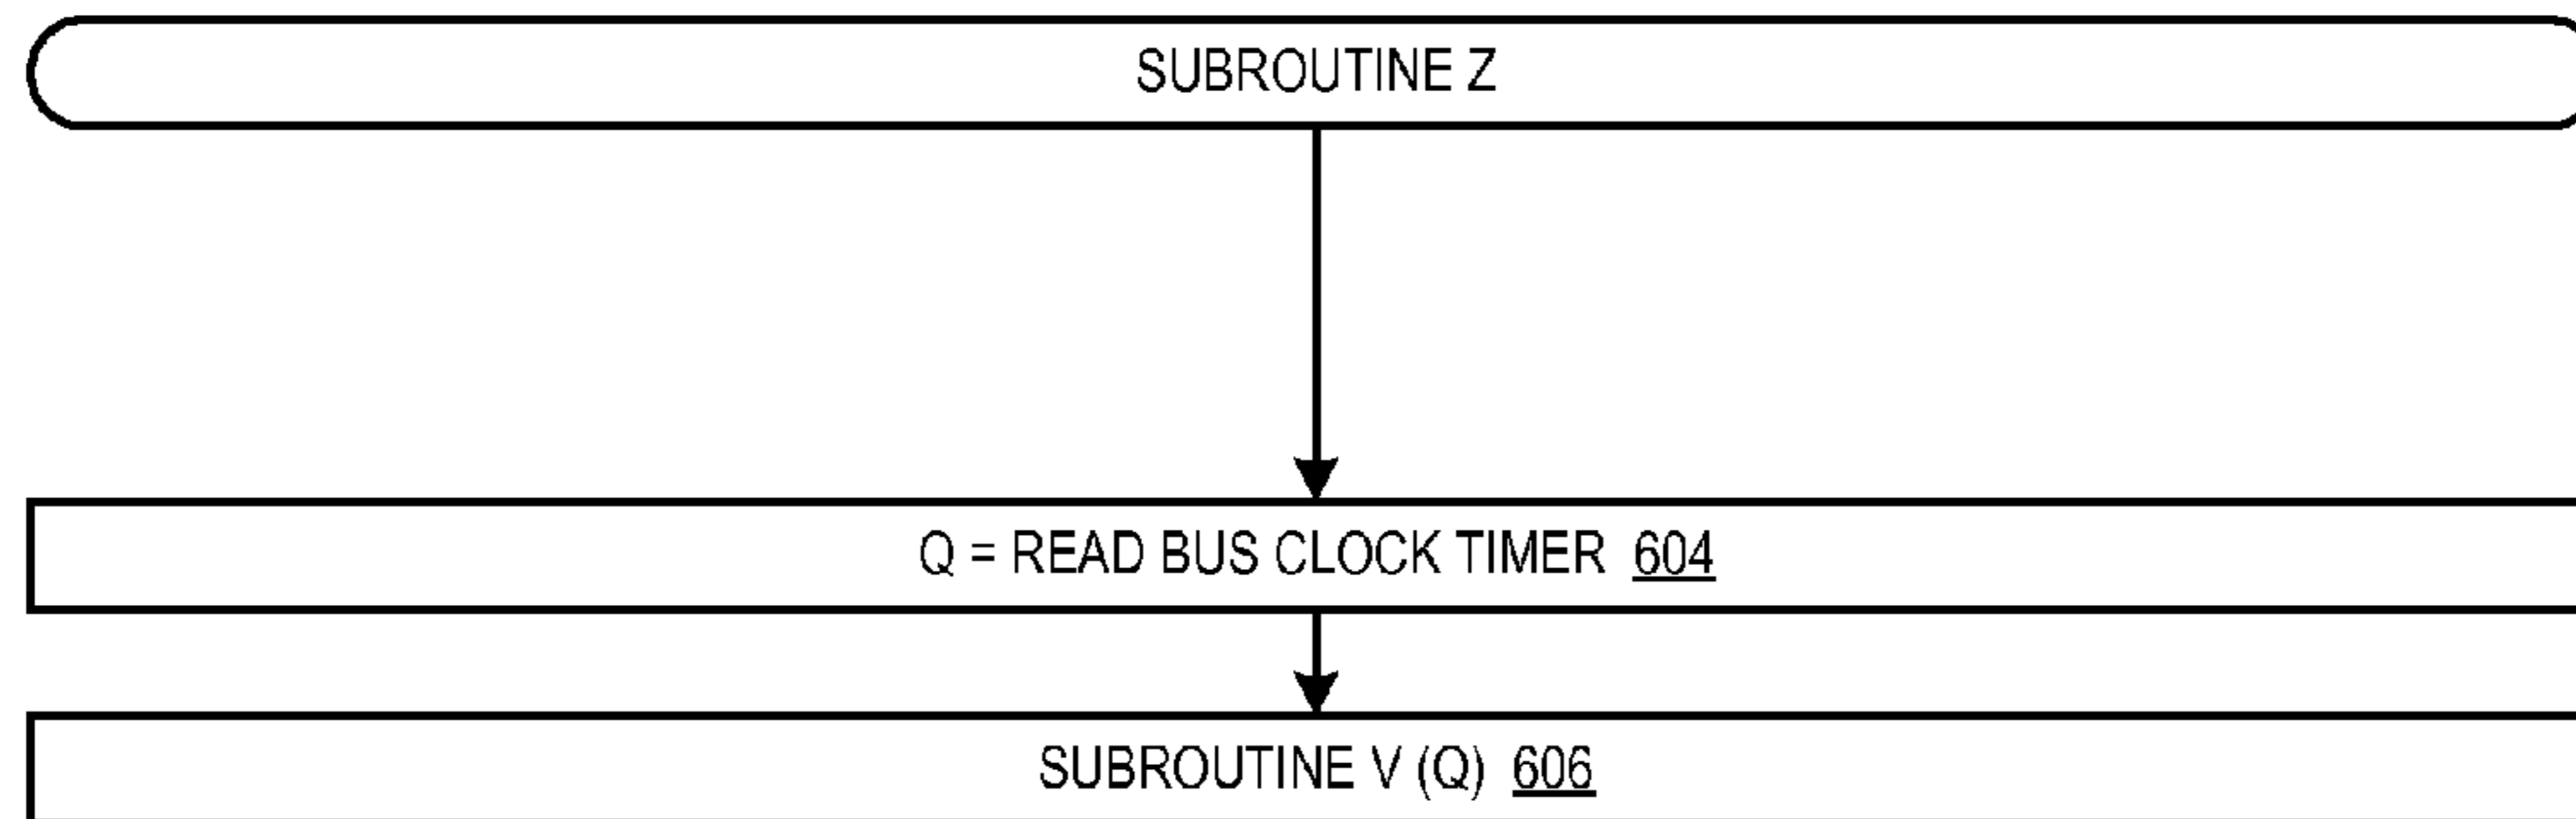 SUBROUTINE Z
Q = READ BUS CLOCK TIMER 604
SUBROUTINE V (Q) 606